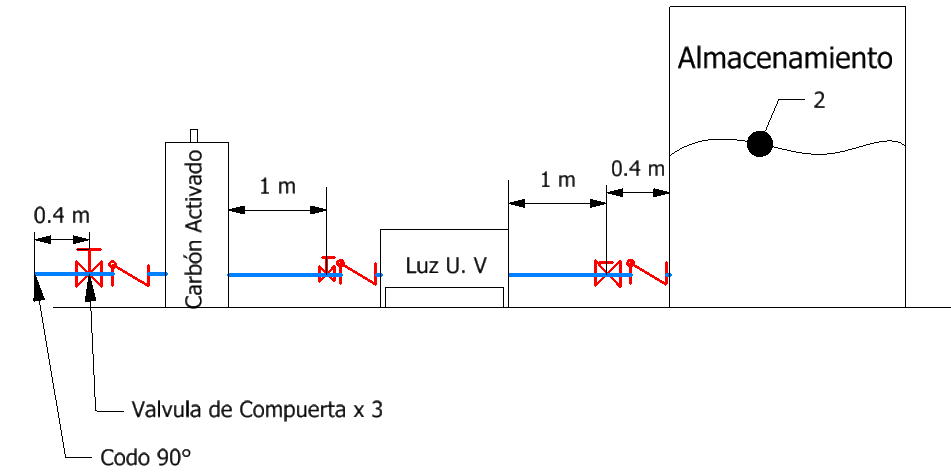 Almacenamiento
2
0.4 m
Carbón Activado
1 m
1 m
0.4 m
Luz U. V
Valvula de Compuerta x 3
Codo 90°